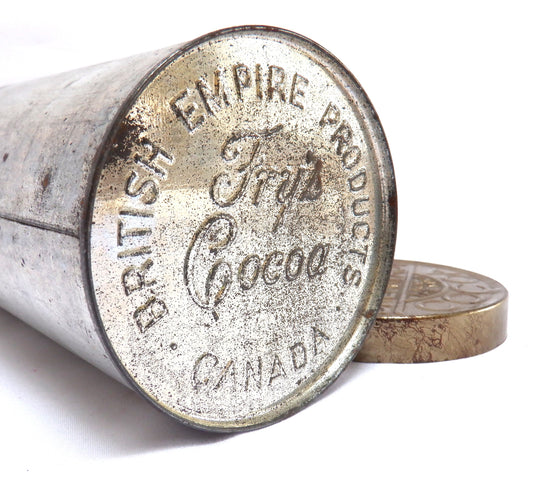 BRITISH EMPIRE PRODUCTS
Fry's
Cocoa
CANADA